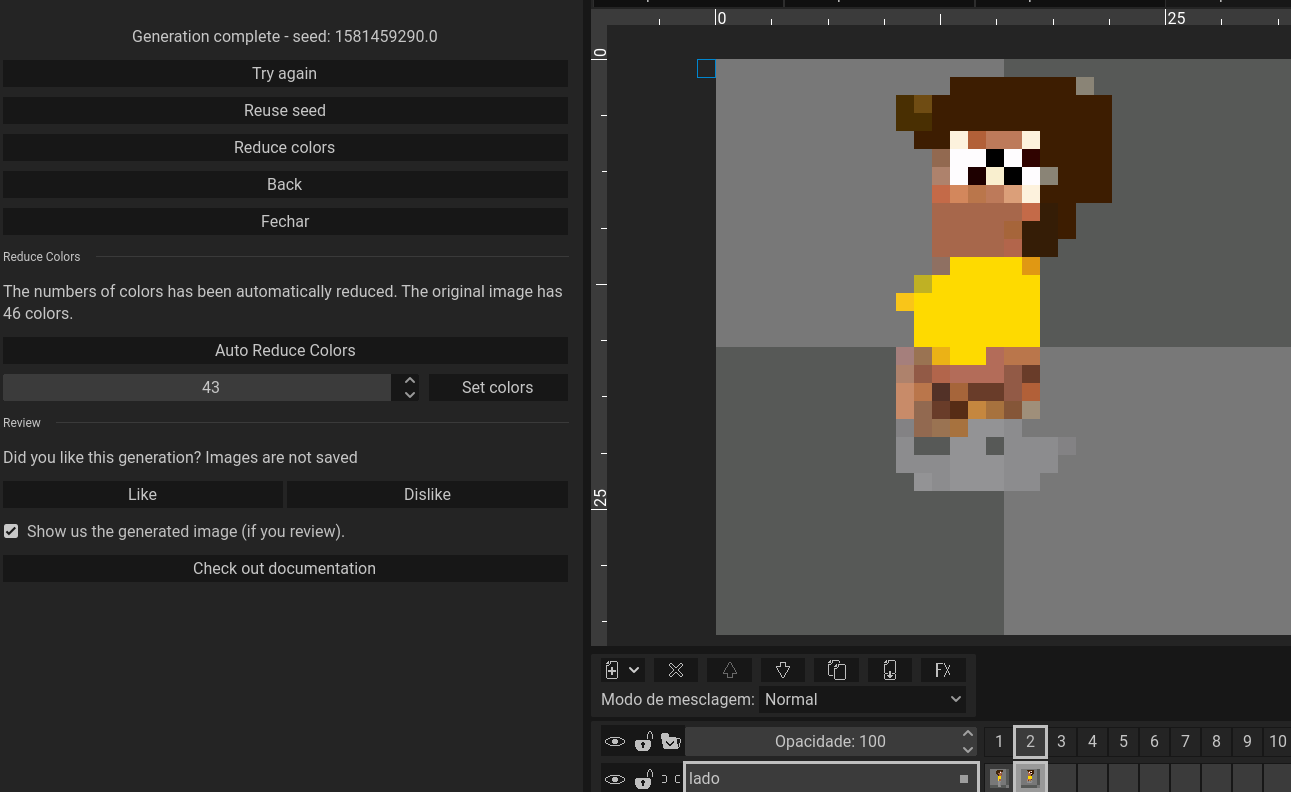 Generation complete - seed: 1581459290.0
Try again
Reuse seed
Reduce colors
Back
Fechar
Reduce Colors
The numbers of colors has been automatically reduced. The original image has
46 colors.
Auto Reduce Colors
43
Set colors
Review
Did you like this generation? Images are not saved
Like
Dislike
Show us the generated image (if you review).
Check out documentation
0
25
0
25
FX
Modo de mesclagem: Normal
Opacidade: 100
1 2 3 4 5 6 7 8 9 10
lado